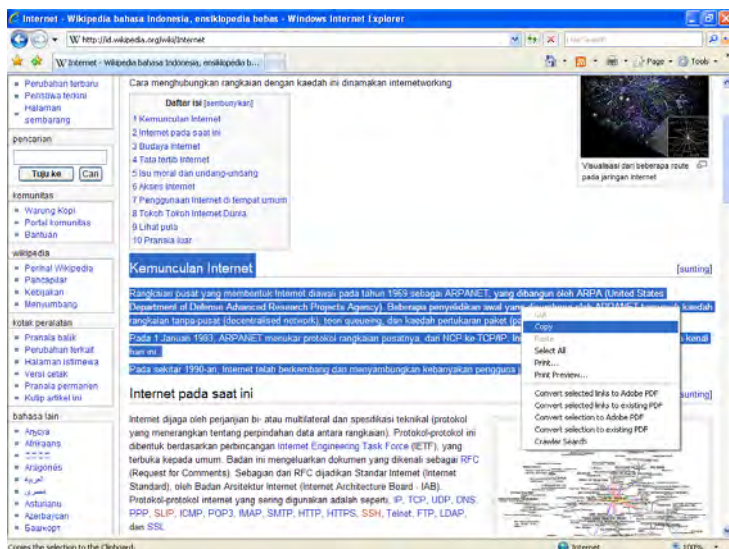 Internet - Wikipedia bahasa Indonesia, ensiklopedia bebas - Windows Internet Explorer
W http://id.wikipedia.org/wiki/Internet
Live Search
W Internet - Wikipedia bahasa Indonesia, ensiklopedia b...
Page
Tools
Perubahan terbaru
Peristiwa terkini
Halaman
sembarang
pencarian
Tuju ke
Cari
komunitas
Warung Kopi
Portal komunitas
Bantuan
wikipedia
Perihal Wikipedia
Pancapilar
Kebijakan
Menyumbang
kotak peralatan
Pranala balik
Perubahan terkait
Halaman istimewa
Versi cetak
Pranala permanen
Kutip artikel ini
bahasa lain
Afrikaans
Aragonés
العربية
مصرى
Asturianu
Azərbaycan
Башҡорт
Cara menghubungkan rangkaian dengan kaedah ini dinamakan internetworking
Daftar isi [sembunyikan]
1 Kemunculan Internet
2 Internet pada saat ini
3 Budaya Internet
4 Tata tertib Internet
5 Isu moral dan undang-undang
6 Akses Internet
7 Penggunaan Internet di tempat umum
8 Tokoh Tokoh Internet Dunia
9 Lihat pula
10 Pranala luar
Visualisasi dari beberapa route
pada jaringan internet
Kemunculan Internet
[sunting]
Rangkaian pusat yang membentuk Internet diawali pada tahun 1969 sebagai ARPANET, yang dibangun oleh ARPA (United States
Department of Defense Advanced Research Projects Agency). Beberapa penyelidikan awal yang disumbang oleh ARPANET termasuk kaedah
rangkaian tanpa-pusat (decentralised network), teori queueing, dan kaedah pertukaran paket (pa
Pada 1 Januari 1983, ARPANET menukar protokol rangkaian pusatnya, dari NCP ke TCP/IP. In
kenal
hari ini.
Pada sekitar 1990-an, Internet telah berkembang dan menyambungkan kebanyakan pengguna
Cut
Copy
Paste
Select All
Print...
Print Preview...
Convert selected links to Adobe PDF
Convert selected links to existing PDF
Convert selection to Adobe PDF
Convert selection to existing PDF
Crawler Search
Internet pada saat ini
sunting]
Internet dijaga oleh perjanjian bi- atau multilateral dan spesifikasi teknikal (protokol
yang menerangkan tentang perpindahan data antara rangkaian). Protokol-protokol ini
dibentuk berdasarkan perbincangan Internet Engineering Task Force (IETF), yang
terbuka kepada umum. Badan ini mengeluarkan dokumen yang dikenali sebagai RFC
(Request for Comments). Sebagian dari RFC dijadikan Standar Internet (Internet
Standard), oleh Badan Arsitektur Internet (Internet Architecture Board - IAB).
Protokol-protokol internet yang sering digunakan adalah seperti, IP, TCP, UDP, DNS,
PPP, SLIP, ICMP, POP3, IMAP, SMTP, HTTP, HTTPS, SSH, Telnet, FTP, LDAP,
dan SSL.
Copies the selection to the Clipboard.
Internet
100%